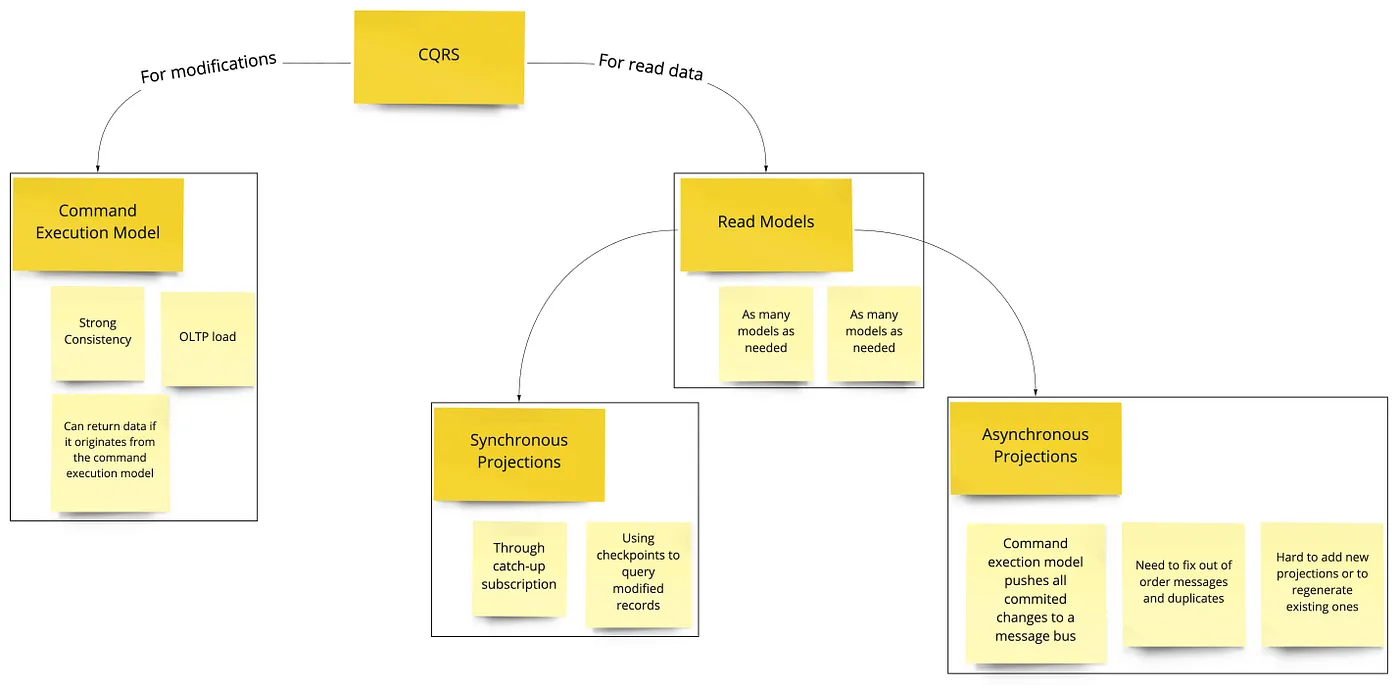 CQRS
For modifications
For read data
Command
Execution Model
Strong
Consistency
OLTP load
Can return data if
it originates from
the command
execution model
Read Models
As many
models as
needed
As many
models as
needed
Synchronous
Projections
Through
catch-up
subscription
Using
checkpoints to
query
modified
records
Asynchronous
Projections
Command
exection model
pushes all
commited
changes to a
message bus
Need to fix out of
order messages
and duplicates
Hard to add new
projections or to
regenerate
existing ones